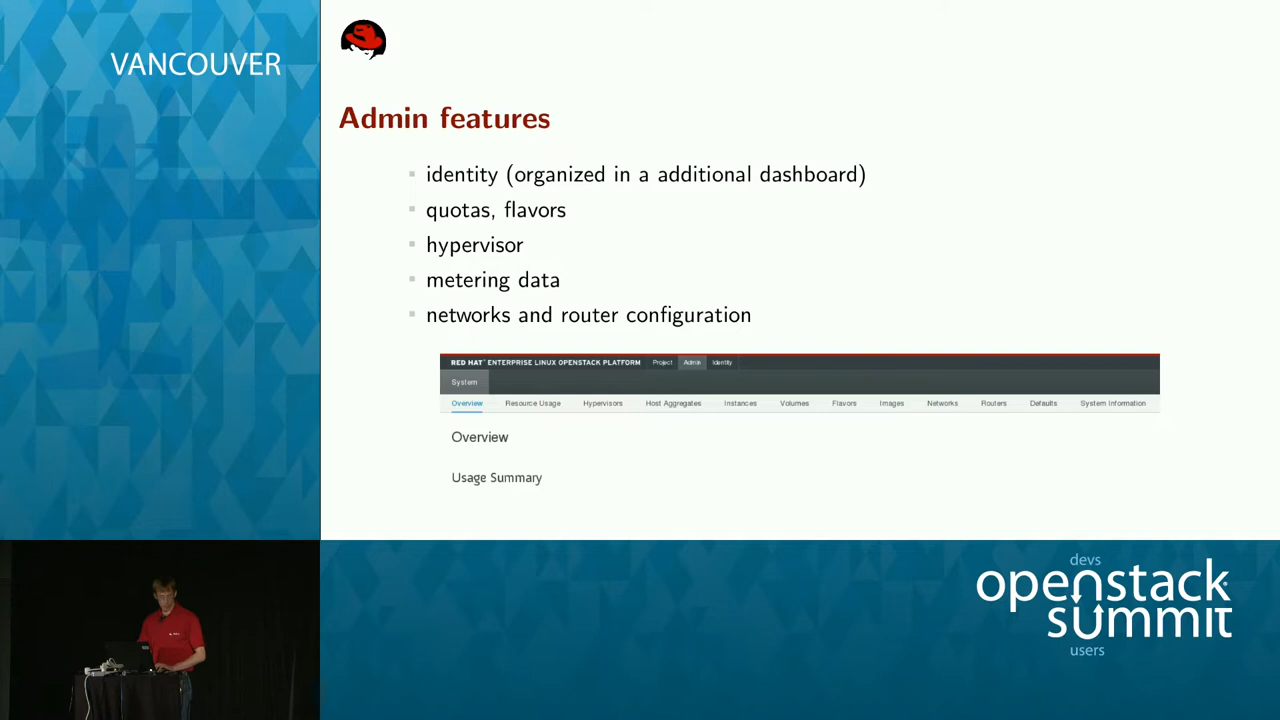 VANCOUVER
Admin features
identity (organized in a additional dashboard)
quotas, flavors
hypervisor
metering data
networks and router configuration
RED HAT® ENTERPRISE LINUX OPENSTACK PLATFORM Project Admin Identity
System
Overview Resource Usage Hypervisors Host Aggregates Instances Volumes Flavors Images Networks Routers Defaults System Information
Overview
Usage Summary
devs
openstack
summit
users